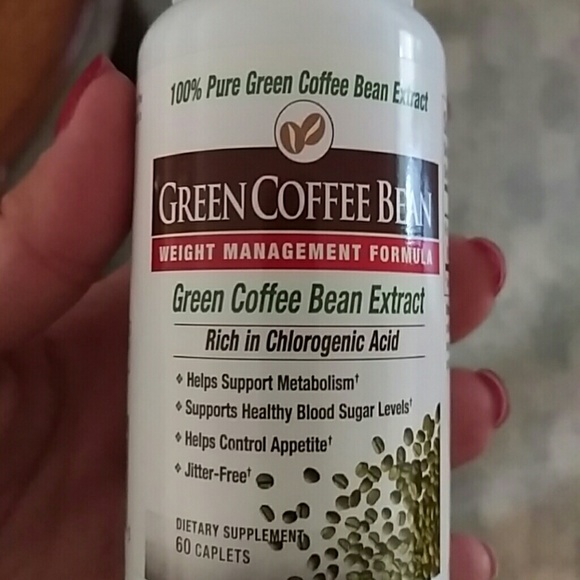 100% Pure Green Coffee Bean Extract
GREEN COFFEE BEAN
WEIGHT MANAGEMENT FORMULA
Green Coffee Bean Extract
Rich in Chlorogenic Acid
❖ Helps Support Metabolism†
❖ Supports Healthy Blood Sugar Levels†
❖ Helps Control Appetite†
❖ Jitter-Free†
DIETARY SUPPLEMENT
60 CAPLETS